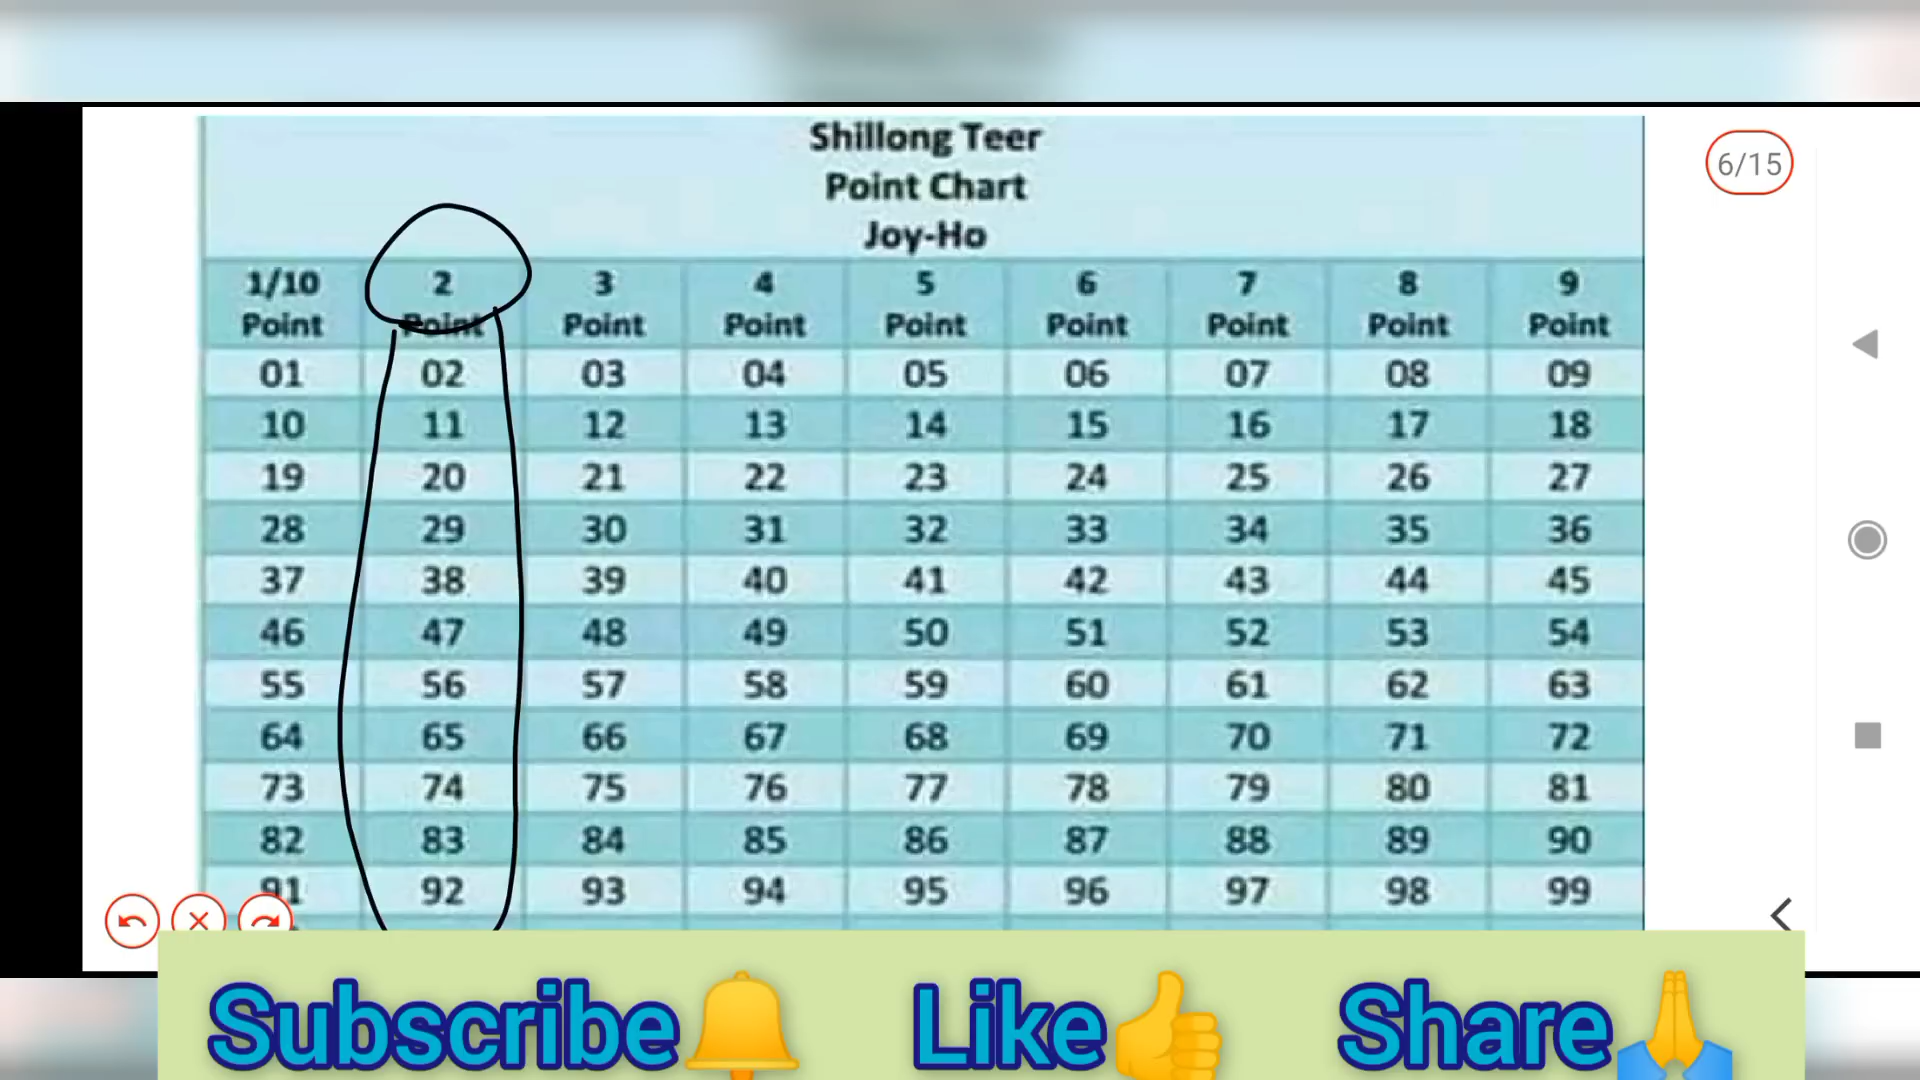 Shillong Teer
Point Chart
Joy-Ho
6/15
1/10 2 3 4 5 6 7 8 9
Point Point Point Point Point Point Point Point Point
01 02 03 04 05 06 07 08 09
10 11 12 13 14 15 16 17 18
19 20 21 22 23 24 25 26 27
28 29 30 31 32 33 34 35 36
37 38 39 40 41 42 43 44 45
46 47 48 49 50 51 52 53 54
55 56 57 58 59 60 61 62 63
64 65 66 67 68 69 70 71 72
73 74 75 76 77 78 79 80 81
82 83 84 85 86 87 88 89 90
91 92 93 94 95 96 97 98 99
Subscribe Like Share